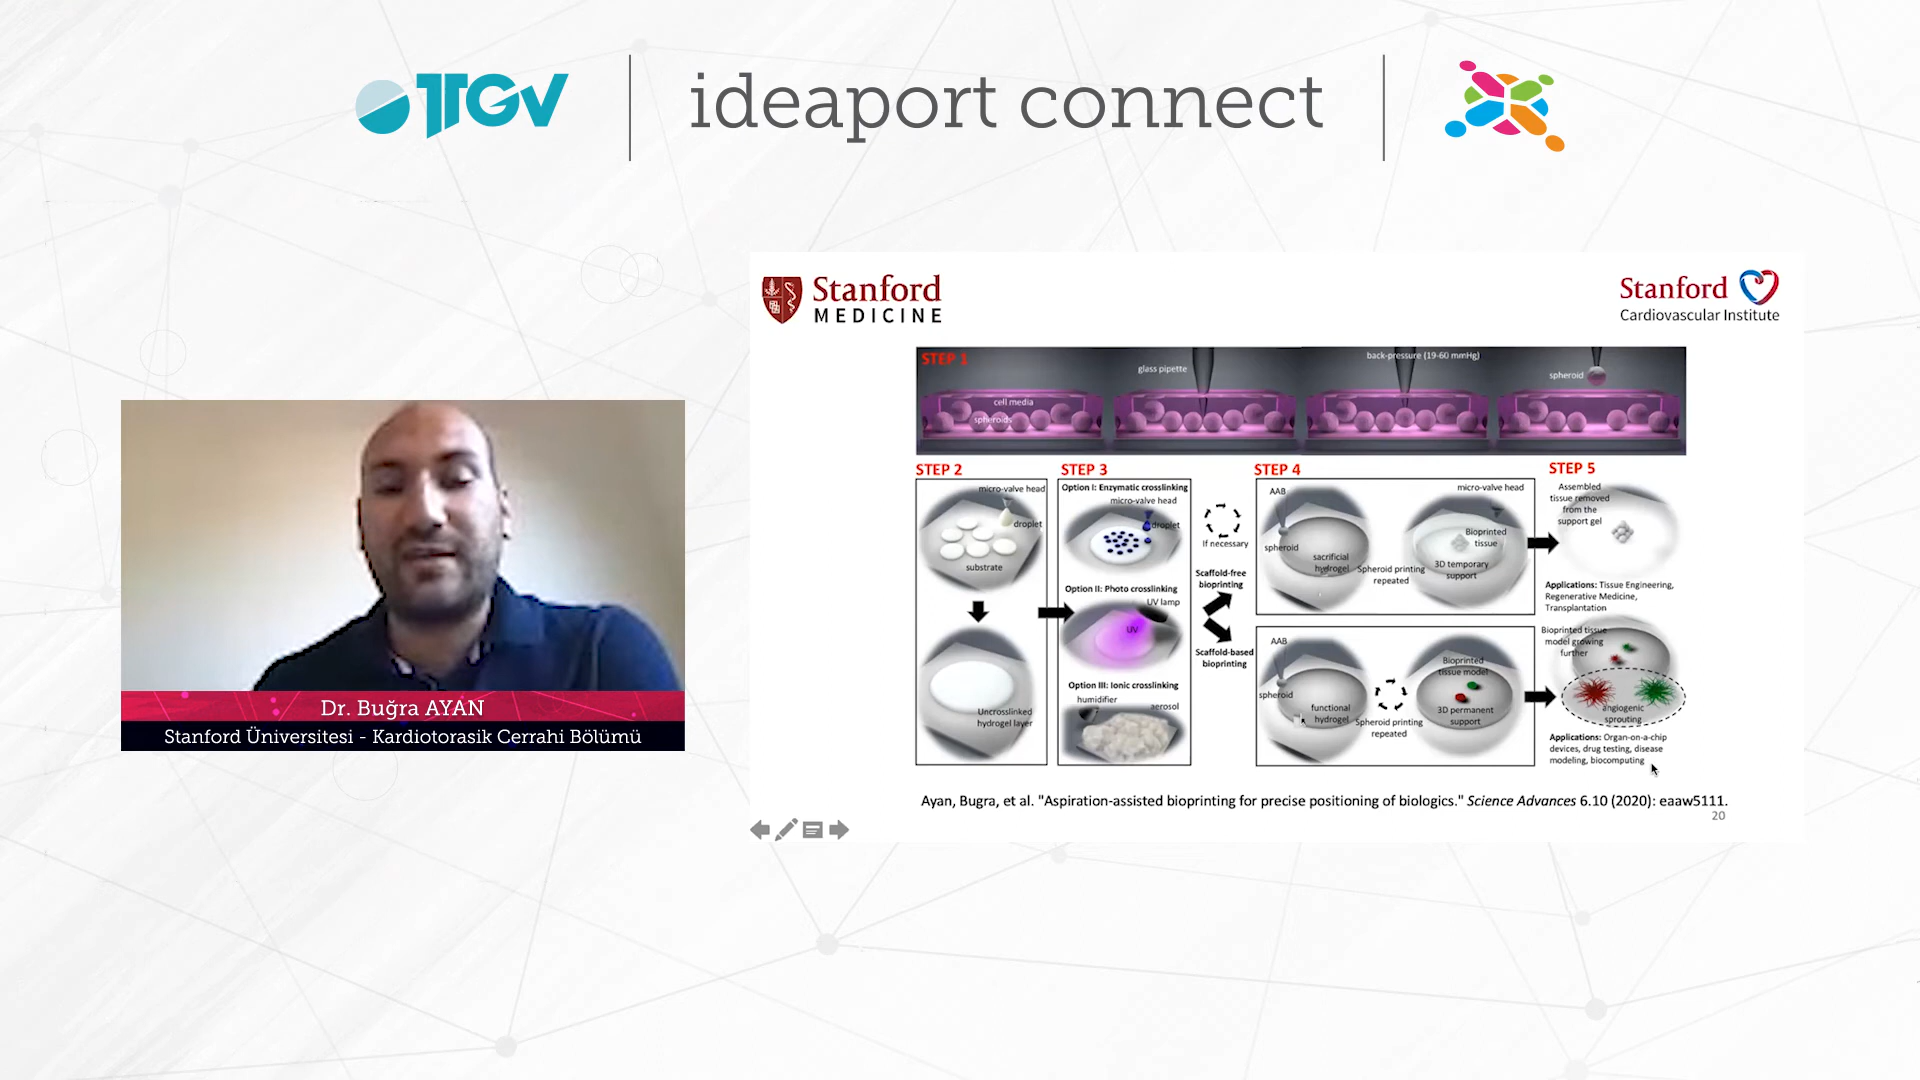 TTGV
ideaport connect
Stanford
MEDICINE
Stanford
Cardiovascular Institute
STEP 1
cell media
spheroids
glass pipette
back-pressure (19-60 mmHg)
spheroid
STEP 2
micro-valve head
droplet
substrate
Uncrosslinked
hydrogel layer
STEP 3
Option I: Enzymatic crosslinking
micro-valve head
droplet
Option II: Photo crosslinking
UV lamp
UV
Option III: Ionic crosslinking
humidifier
aerosol
If necessary
Scaffold-free
bioprinting
Scaffold-based
bioprinting
STEP 4
AAB
spheroid
sacrificial
hydrogel
Spheroid printing
repeated
micro-valve head
Bioprinted
tissue
3D temporary
support
AAB
spheroid
functional
hydrogel
Spheroid printing
repeated
Bioprinted
tissue model
3D permanent
support
STEP 5
Assembled
tissue removed
from the
support gel
Applications: Tissue Engineering,
Regenerative Medicine,
Transplantation
Bioprinted tissue
model growing
further
angiogenic
sprouting
Applications: Organ-on-a-chip
devices, drug testing, disease
modeling, biocomputing
Ayan, Bugra, et al. "Aspiration-assisted bioprinting for precise positioning of biologics." Science Advances 6.10 (2020): eaaw5111.
20
Dr. Buğra AYAN
Stanford Üniversitesi - Kardiotorasik Cerrahi Bölümü